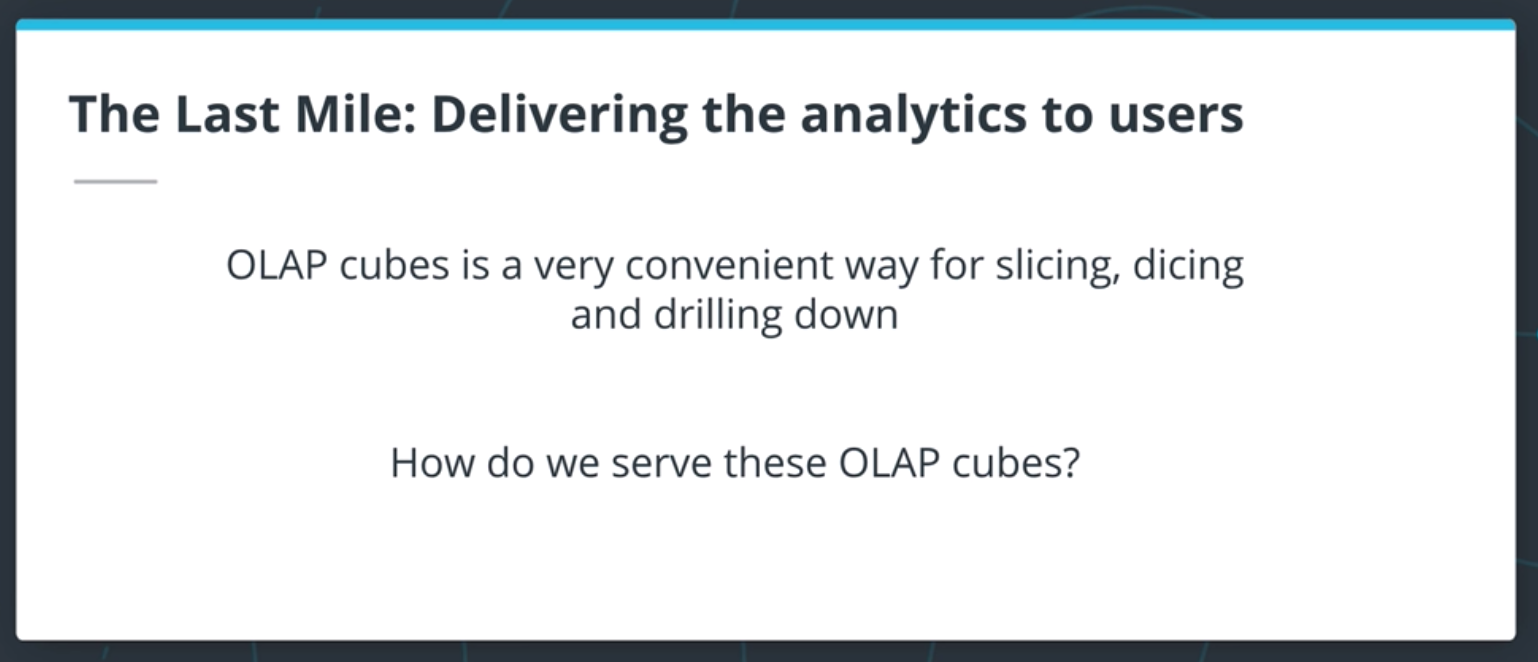 The Last Mile: Delivering the analytics to users
OLAP cubes is a very convenient way for slicing, dicing
and drilling down
How do we serve these OLAP cubes?